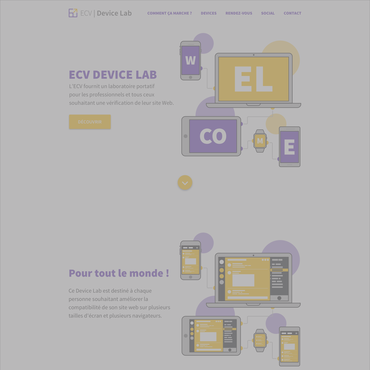 ECV | Device Lab
COMMENT ÇA MARCHE ? DEVICES RENDEZ-VOUS SOCIAL CONTACT
ECV DEVICE LAB
L'ECV fournit un laboratoire portatif
pour les professionnels et tous ceux
souhaitant une vérification de leur site Web.
W
EL
CO
M
E
Pour tout le monde !
Ce Device Lab est destiné à chaque
personne souhaitant améliorer la
compatibilité de son site web sur plusieurs
tailles d'écran et plusieurs navigateurs.